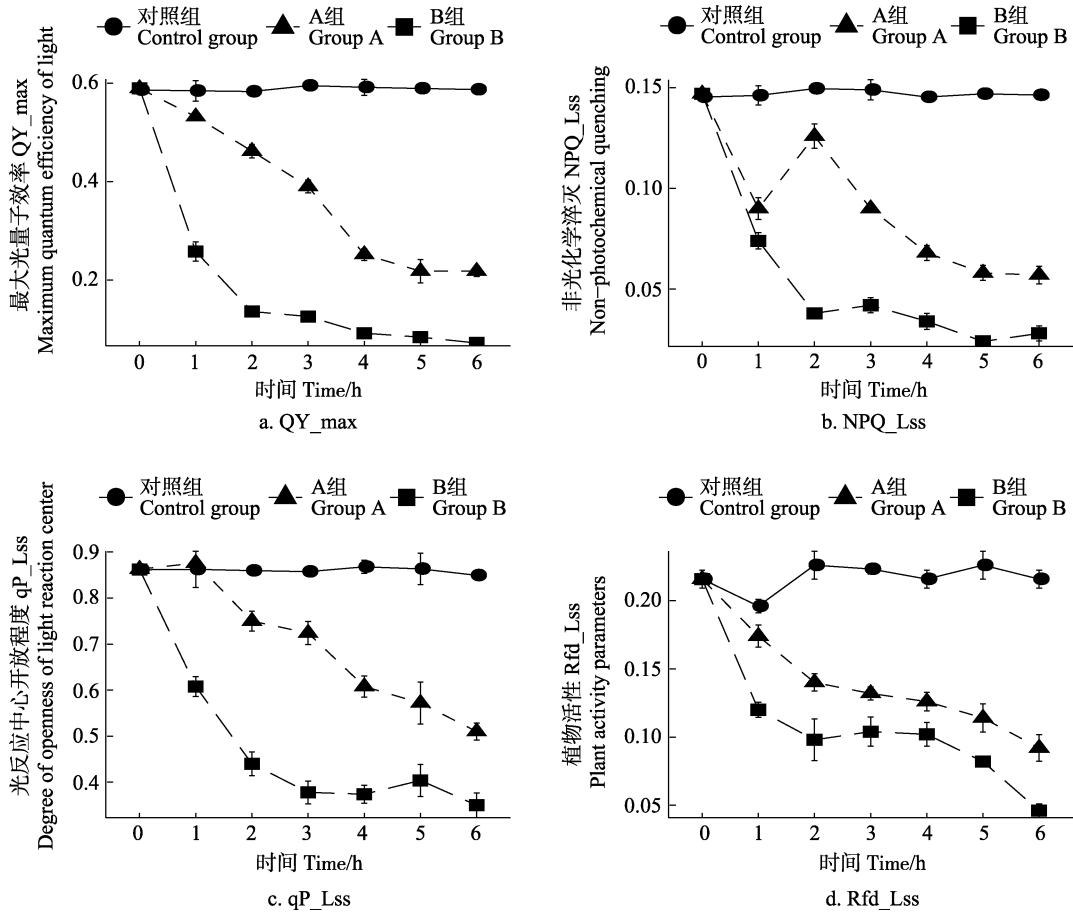 对照组 A组 B组
Control group Group A Group B
最大光量子效率 QY_max
Maximum quantum efficiency of light
0.6
0.4
0.2
0 1 2 3 4 5 6
时间 Time/h
a. QY_max
对照组 A组 B组
Control group Group A Group B
非光化学淬灭 NPQ_Lss
Non-photochemical quenching
0.15
0.10
0.05
0 1 2 3 4 5 6
时间 Time/h
b. NPQ_Lss
对照组 A组 B组
Control group Group A Group B
光反应中心开放程度 qP_Lss
Degree of openness of light reaction center
0.9
0.8
0.7
0.6
0.5
0.4
0 1 2 3 4 5 6
时间 Time/h
c. qP_Lss
对照组 A组 B组
Control group Group A Group B
植物活性 Rfd_Lss
Plant activity parameters
0.20
0.15
0.10
0.05
0 1 2 3 4 5 6
时间 Time/h
d. Rfd_Lss